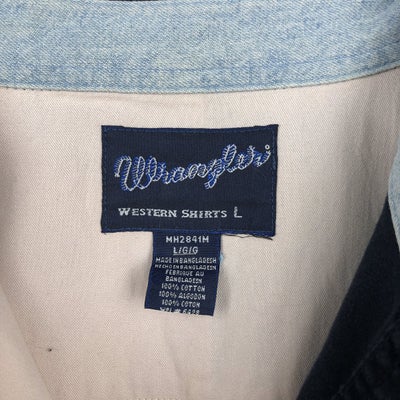 Wrangler®
WESTERN SHIRTS L
MH2841M
L/G/G
MADE IN BANGLADESH
HECHO EN BANGLADESH
FABRIQUE AU
BANGLADESH
100% COTTON
100% ALGODON
100% COTON